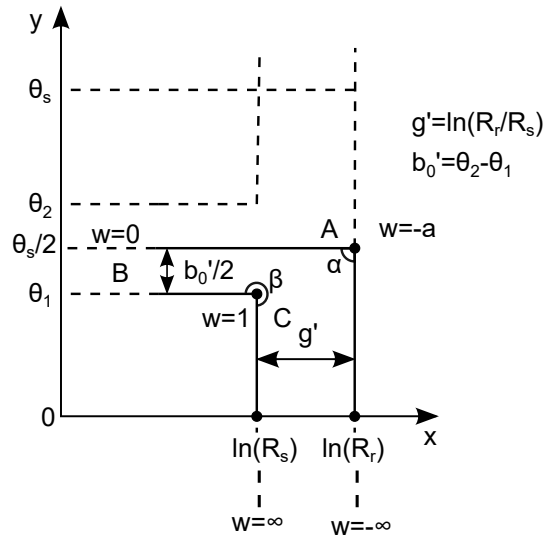 y
θₛ
g'=ln(Rᵣ/Rₛ)
b₀'=θ₂-θ₁
θ₂
w=0
A
w=-a
θₛ/2
α
B
b₀'/2
β
θ₁
w=1
C
g'
0
x
ln(Rₛ)
ln(Rᵣ)
w=∞
w=-∞